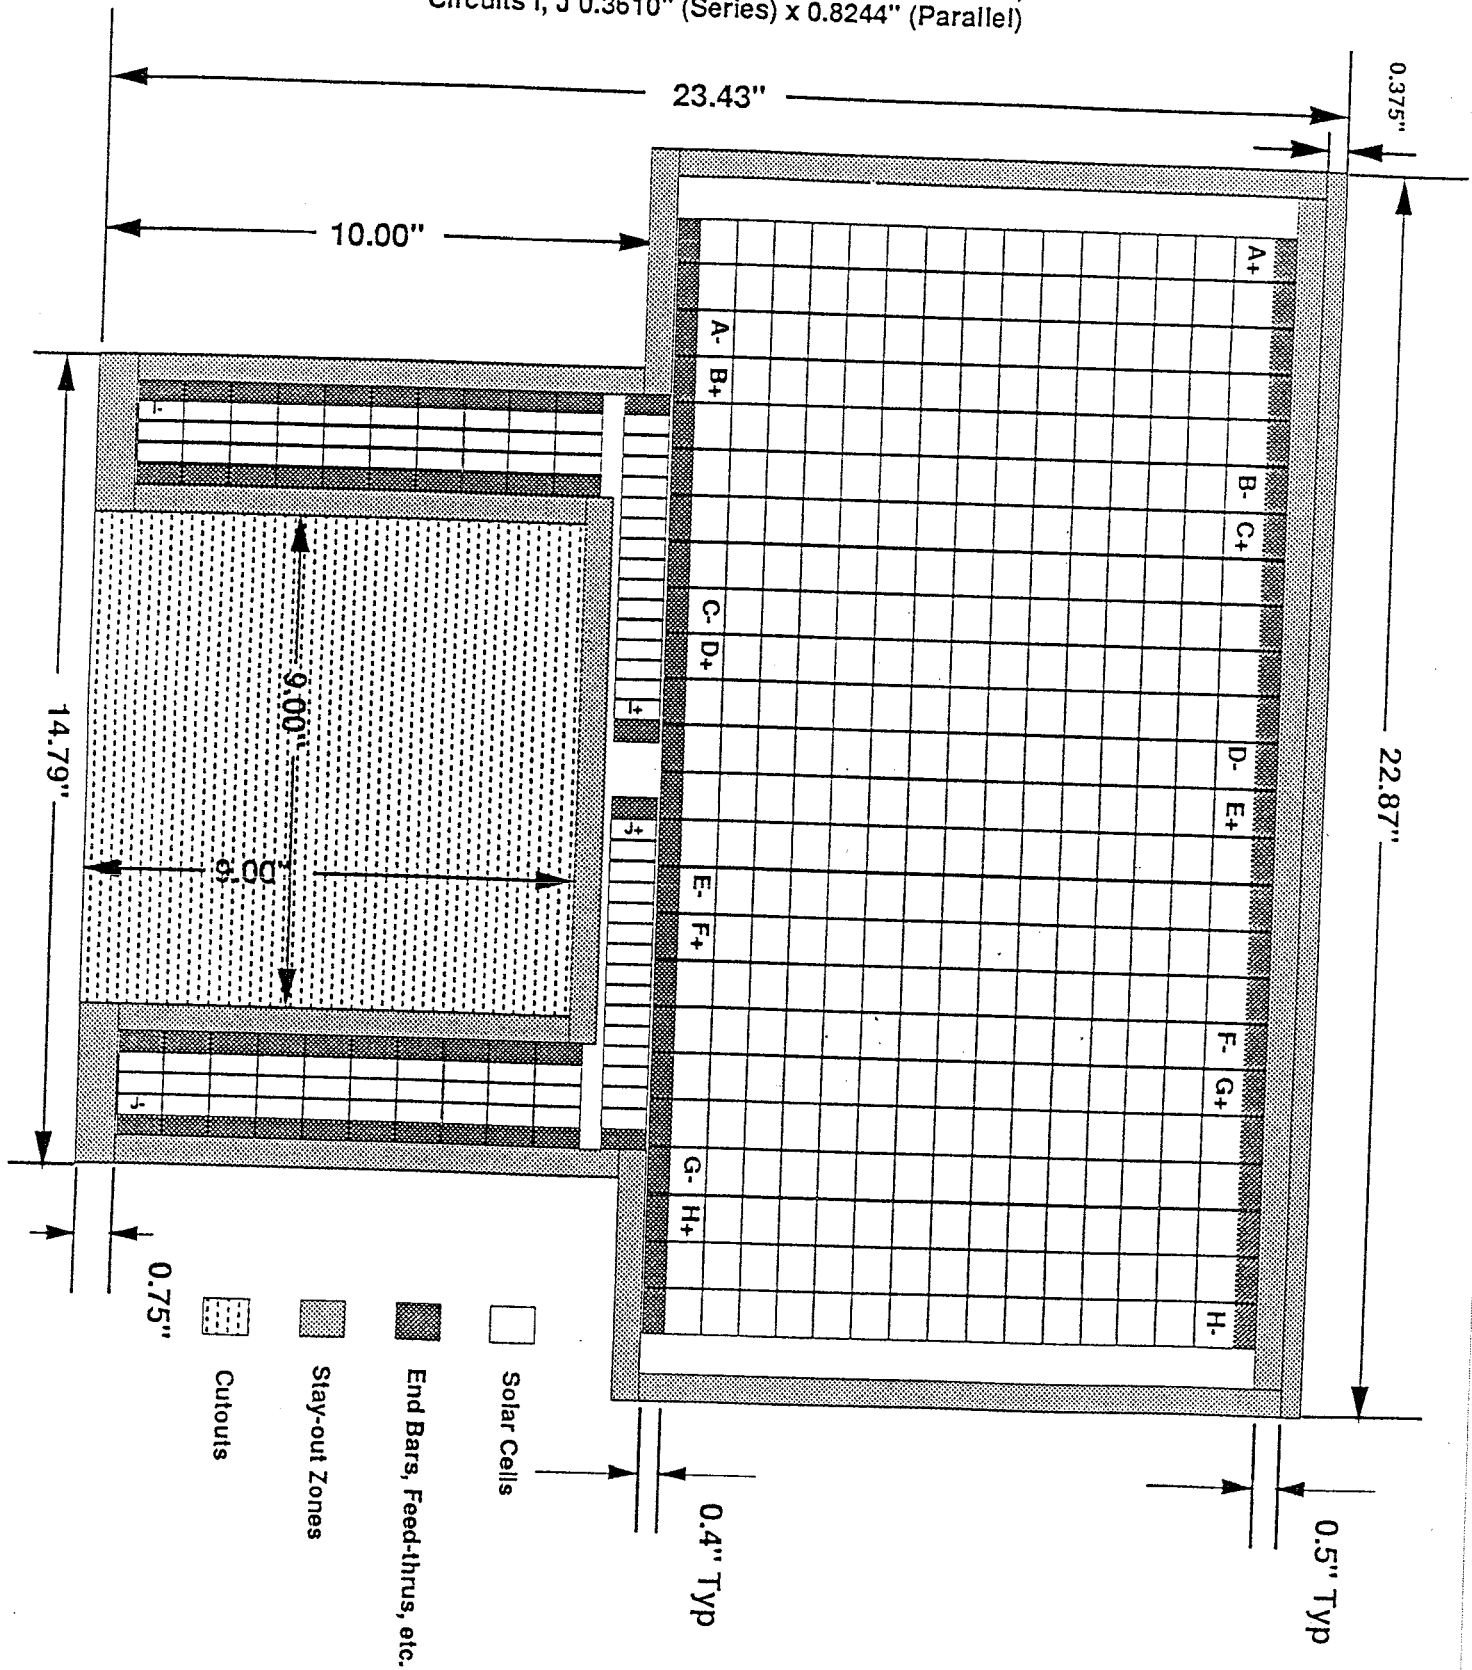 Circuits I, J 0.3610" (Series) x 0.8244" (Parallel)
23.43"
0.375"
10.00"
A+
A-
B+
B-
C+
C-
D+
D-
E+
E-
F+
F-
G+
G-
H+
H-
I-
I+
J+
J-
22.87"
14.79"
9.00"
9.00"
0.75"
0.4" Typ
0.5" Typ
Solar Cells
End Bars, Feed-thrus, etc.
Stay-out Zones
Cutouts